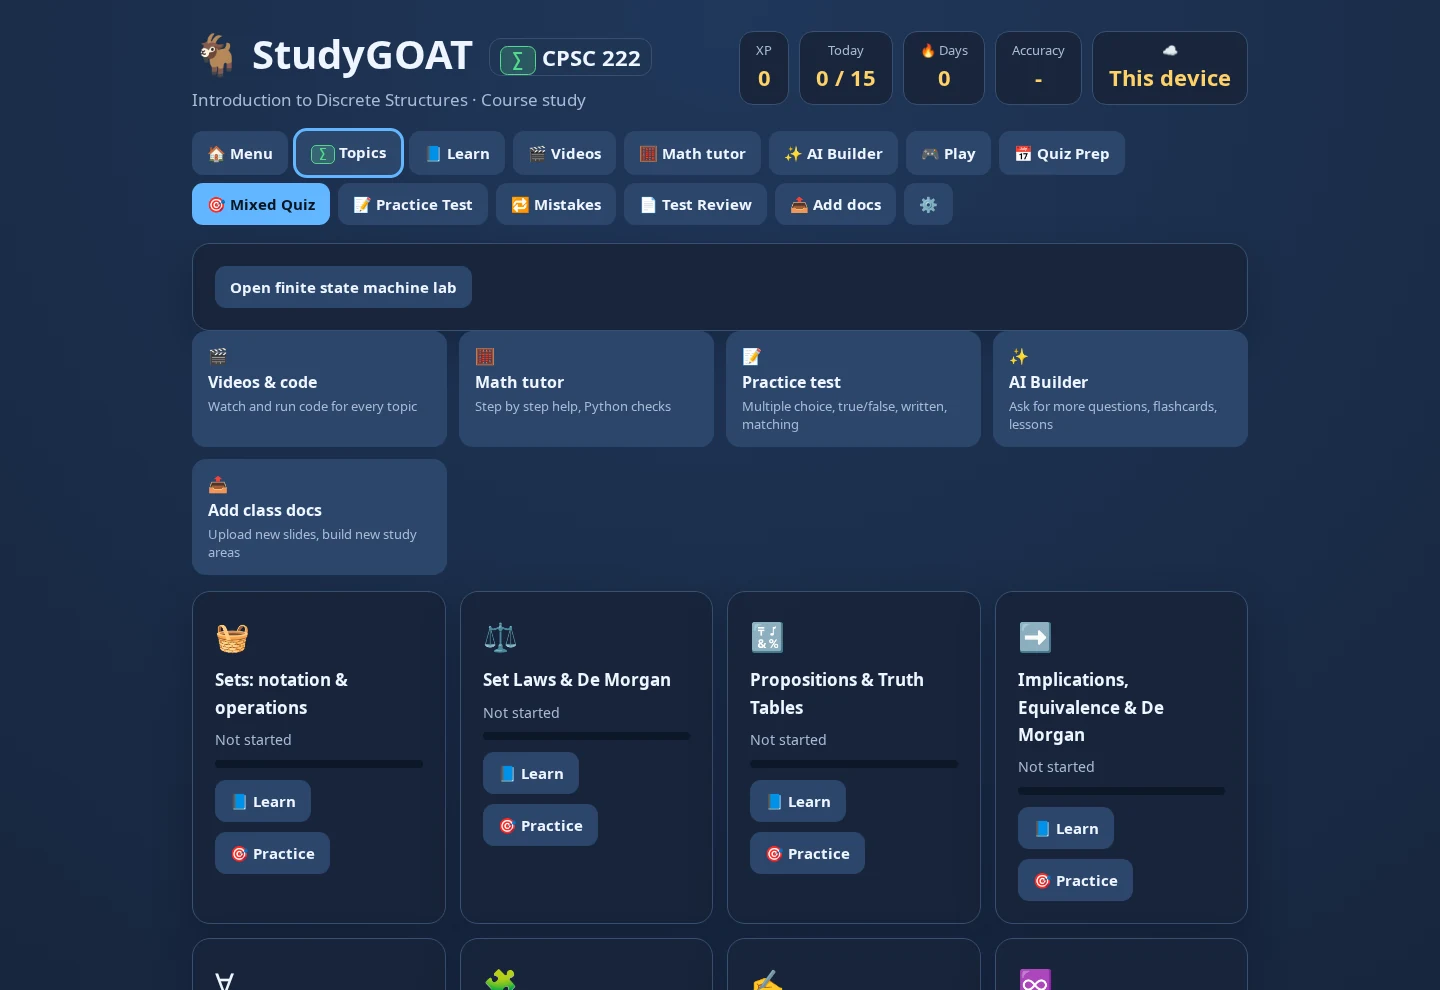 StudyGOAT ∑ CPSC 222
Introduction to Discrete Structures · Course study
XP
0
Today
0 / 15
🔥 Days
0
Accuracy
-
☁️
This device
🏠 Menu
∑ Topics
📘 Learn
🎬 Videos
🧮 Math tutor
✨ AI Builder
🎮 Play
📅 Quiz Prep
🎯 Mixed Quiz
📝 Practice Test
🔁 Mistakes
📄 Test Review
📤 Add docs
⚙️
Open finite state machine lab
🎬
Videos & code
Watch and run code for every topic
🧮
Math tutor
Step by step help, Python checks
📝
Practice test
Multiple choice, true/false, written,
matching
✨
AI Builder
Ask for more questions, flashcards,
lessons
📤
Add class docs
Upload new slides, build new study
areas
🧺
Sets: notation &
operations
Not started
📘 Learn
🎯 Practice
⚖️
Set Laws & De Morgan
Not started
📘 Learn
🎯 Practice
🔣
Propositions & Truth
Tables
Not started
📘 Learn
🎯 Practice
➡️
Implications,
Equivalence & De
Morgan
Not started
📘 Learn
🎯 Practice
∀
🧩
✍️
♾️